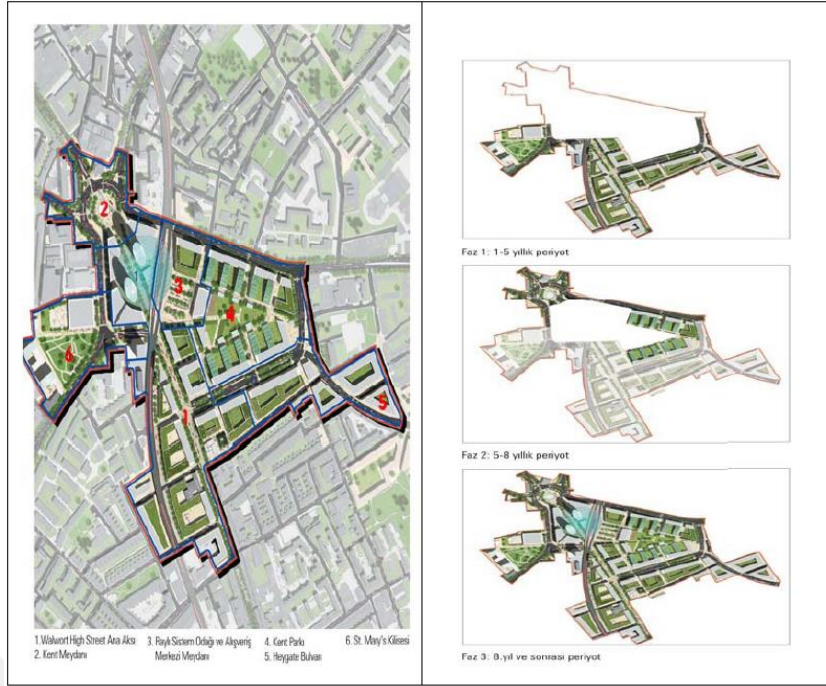 2
3
4
6
1
5
1.Walwort High Street Ana Aksı
2. Kent Meydanı
3. Raylı Sistem Odağı ve Alışveriş
Merkezi Meydanı
4. Kent Parkı
5. Heygate Bulvarı
6. St. Mary's Kilisesi
Faz 1: 1-5 yıllık periyot
Faz 2: 5-8 yıllık periyot
Faz 3: 8.yıl ve sonrası periyot